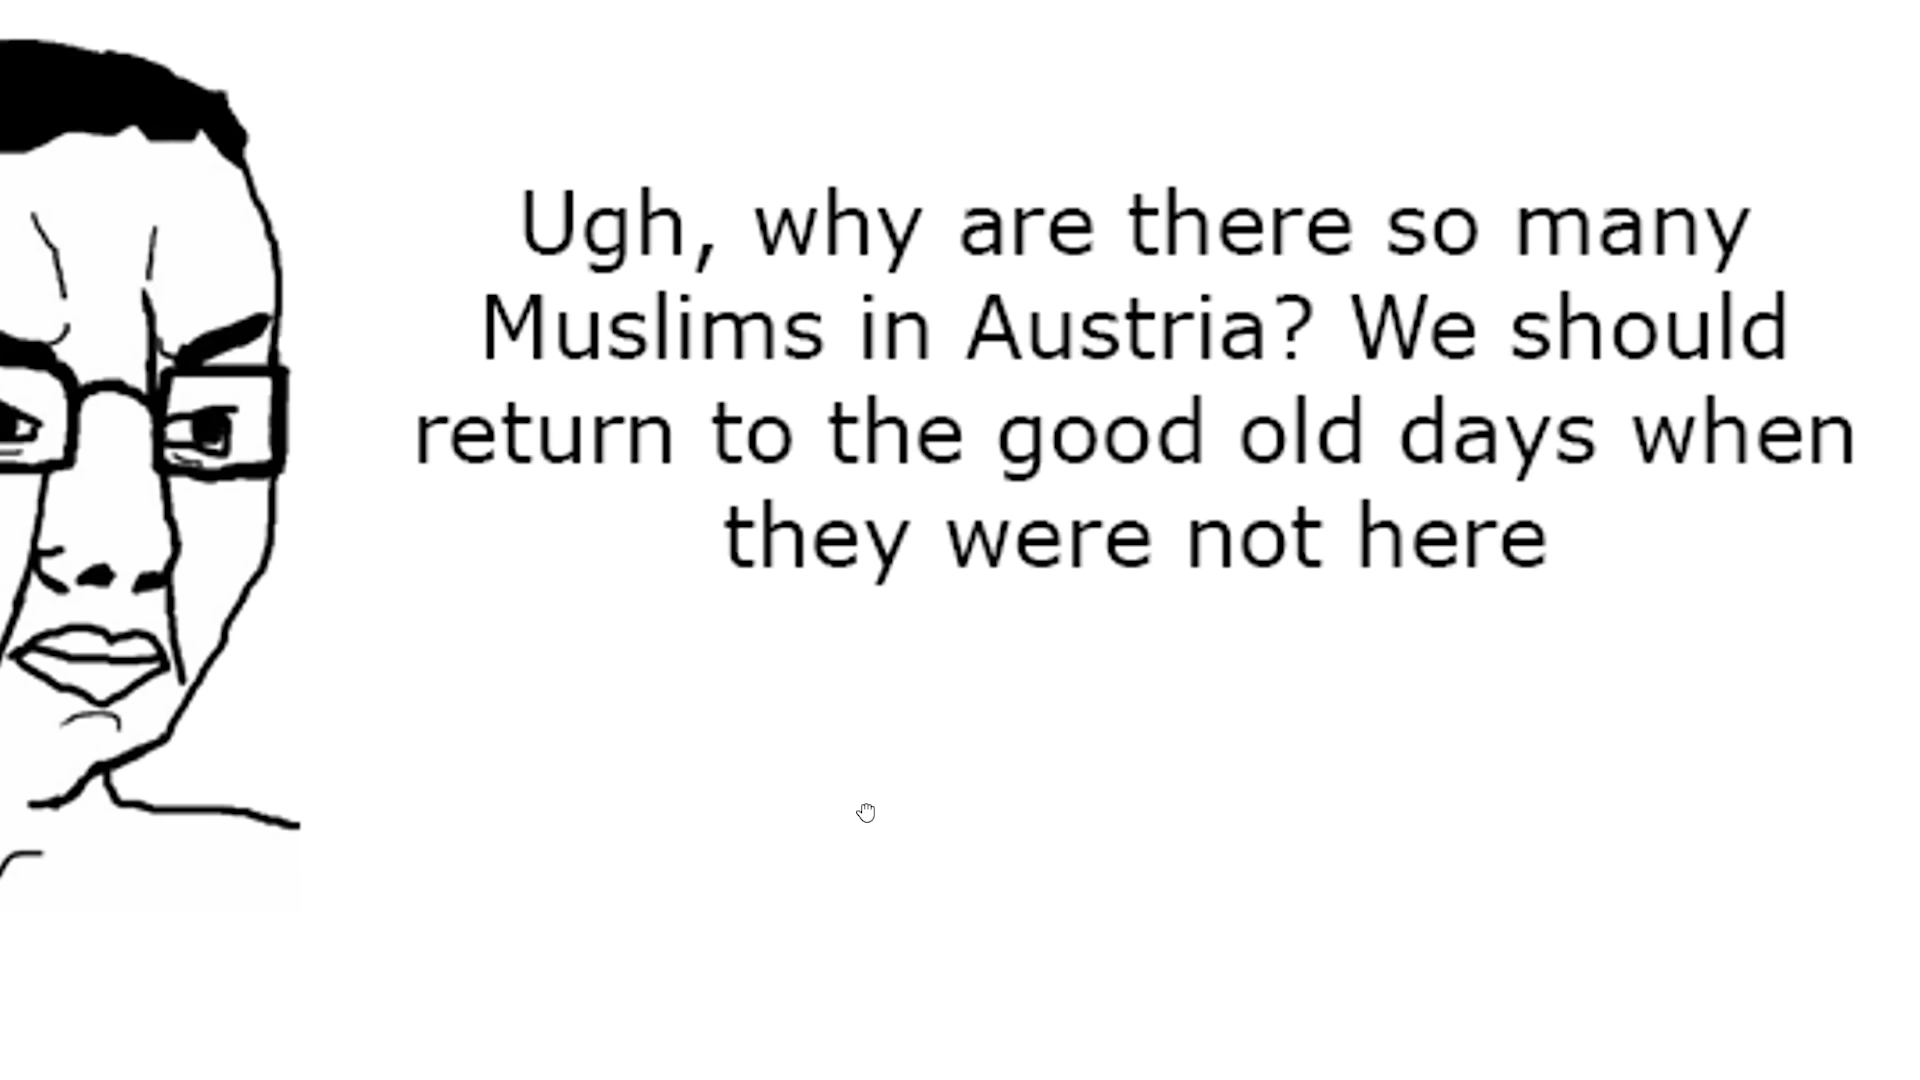 Ugh, why are there so many
Muslims in Austria? We should
return to the good old days when
they were not here